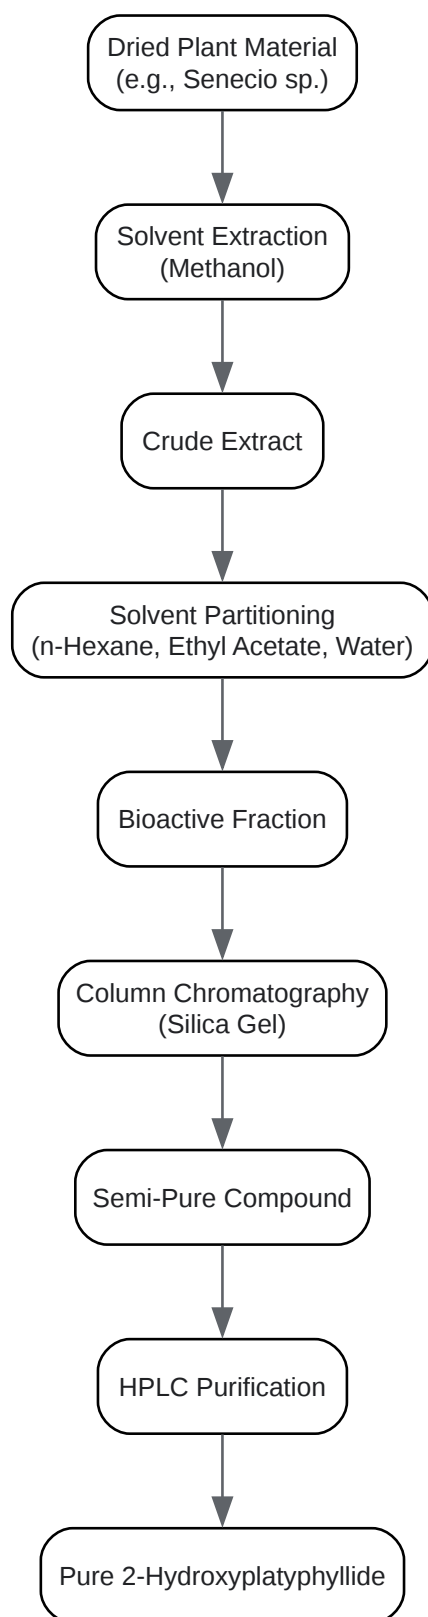 Dried Plant Material
(e.g., Senecio sp.)
Solvent Extraction
(Methanol)
Crude Extract
Solvent Partitioning
(n-Hexane, Ethyl Acetate, Water)
Bioactive Fraction
Column Chromatography
(Silica Gel)
Semi-Pure Compound
HPLC Purification
Pure 2-Hydroxyplatyphyllide